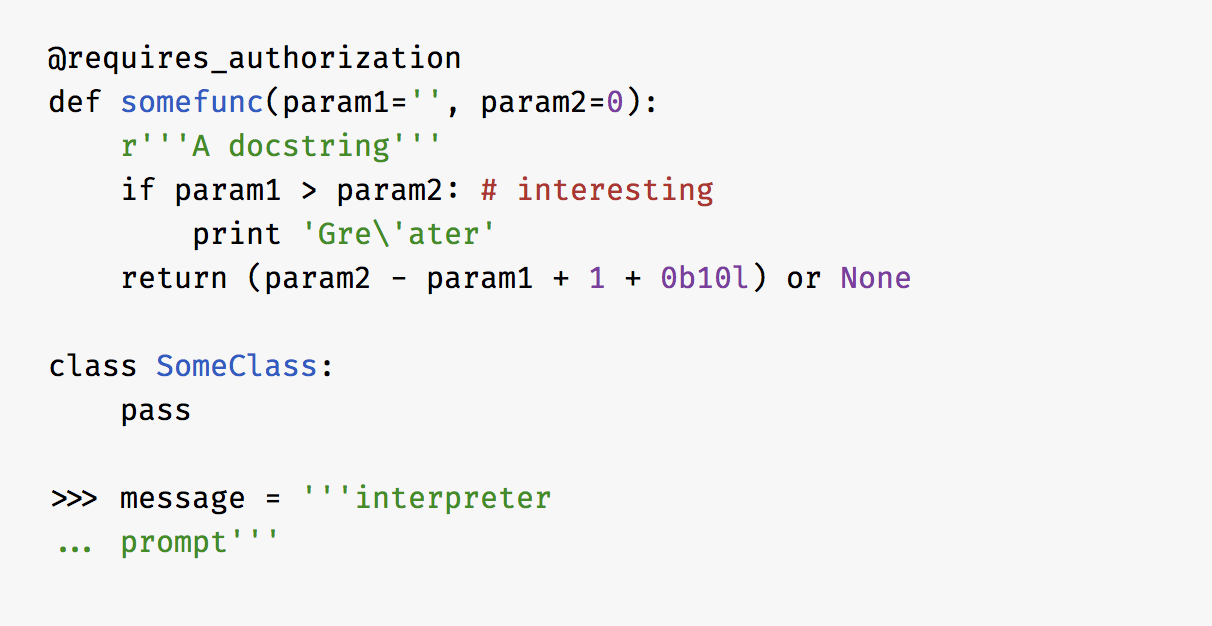 @requires_authorization
def somefunc(param1='', param2=0):
    r'''A docstring'''
    if param1 > param2: # interesting
        print 'Gre\'ater'
    return (param2 - param1 + 1 + 0b10l) or None

class SomeClass:
    pass

>>> message = '''interpreter
... prompt'''